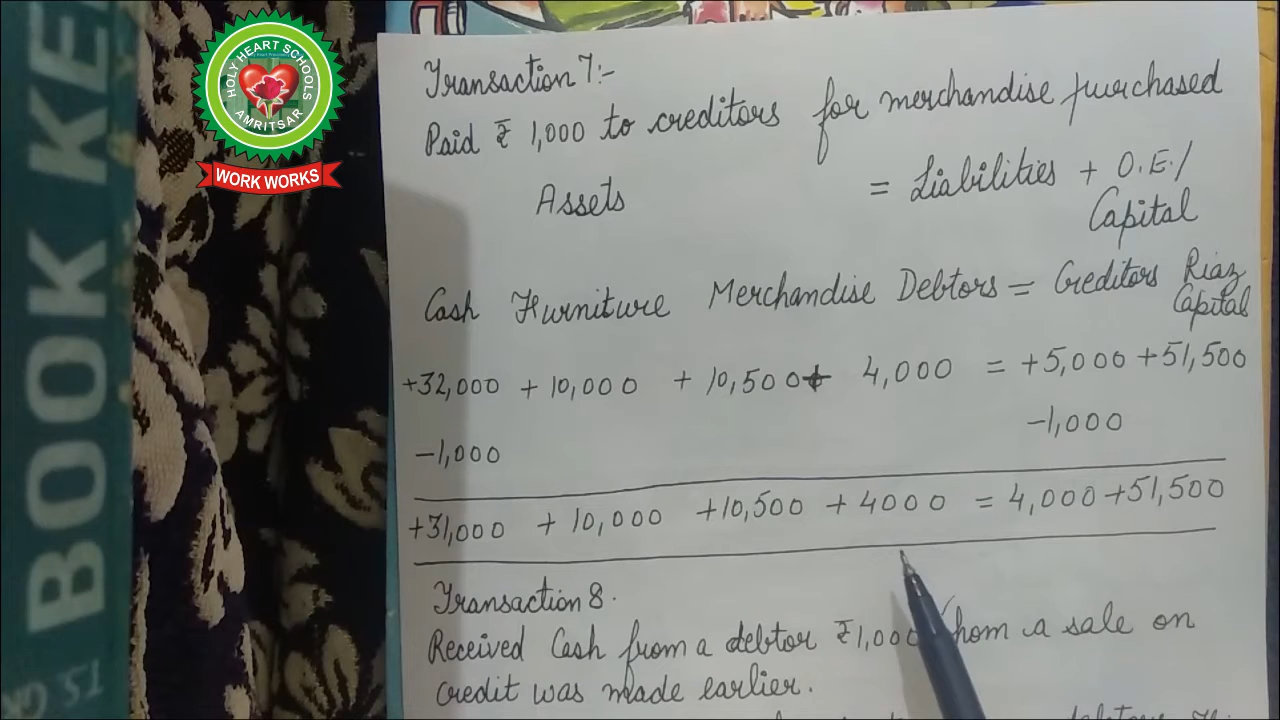 HOLY HEART SCHOOLS
AMRITSAR
WORK WORKS
BOOK KE
51
Transaction 7:-
Paid ₹ 1,000 to creditors for merchandise purchased
Assets = Liabilities + O.E./
Capital
Cash Furniture Merchandise Debtors = Creditors Riaz
Capital
+32,000 + 10,000 + 10,500+ 4,000 = +5,000 +51,500
-1,000 -1,000
+31,000 + 10,000 +10,500 + 4000 = 4,000 +51,500
Transaction 8.
Received Cash from a debtor ₹1,000 (hom a sale on
credit was made earlier.